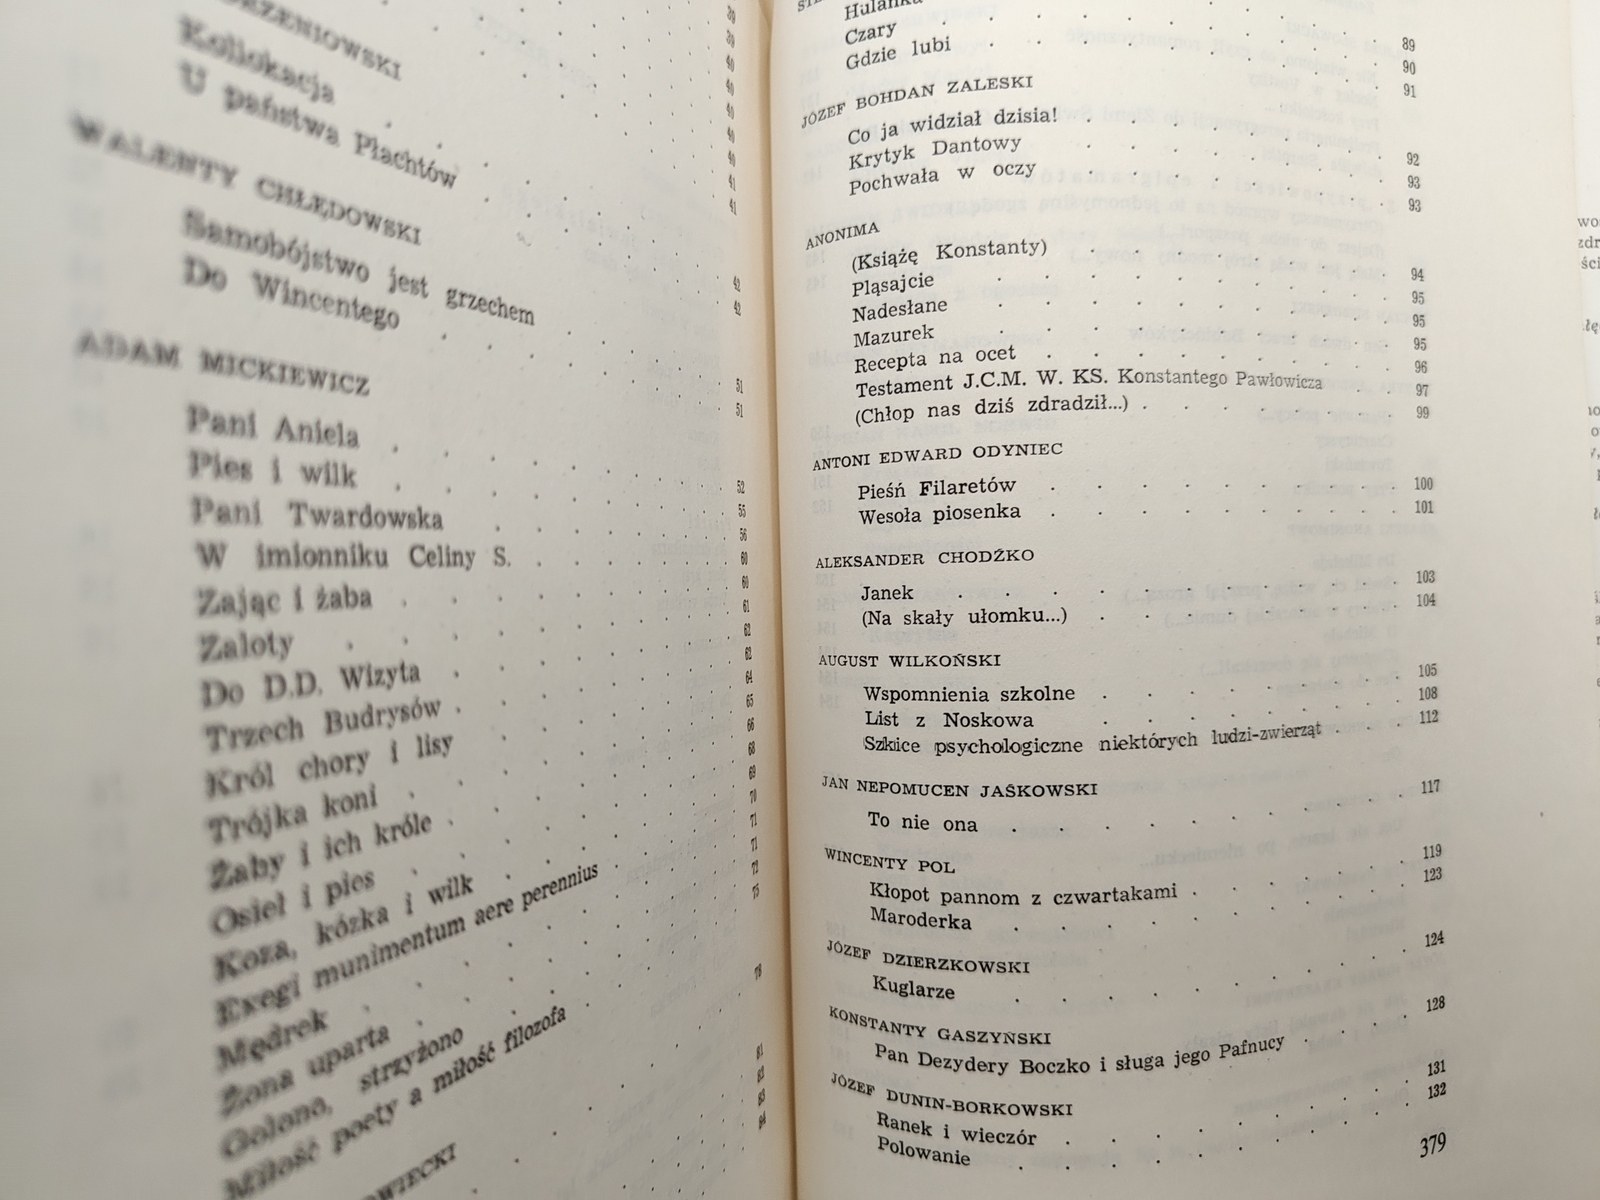 Kollokacja
U państwa Płachtów
WALENTY CHŁĘDOWSKI
Samobójstwo jest grzechem
Do Wincentego
ADAM MICKIEWICZ
Pani Aniela
Pies i wilk
Pani Twardowska
W imionniku Celiny S.
Zając i żaba
Zaloty
Do D.D. Wizyta
Trzech Budrysów
Król chory i lisy
Trójka koni
Żaby i ich króle
Osieł i pies
Koza, kózka i wilk
Exegi munimentum aere perennius
Mędrek
Żona uparta
Golono, strzyżono
Miłość poety a miłość filozofa
Hulanka
Czary 89
Gdzie lubi 90
91
JÓZEF BOHDAN ZALESKI
Co ja widział dzisia! 92
Krytyk Dantowy 93
Pochwała w oczy 93
ANONIMA
(Książę Konstanty) 94
Pląsajcie 95
Nadesłane 95
Mazurek 95
Recepta na ocet 96
Testament J.C.M. W. KS. Konstantego Pawłowicza 97
(Chłop nas dziś zdradził...) 99
ANTONI EDWARD ODYNIEC
Pieśń Filaretów 100
Wesoła piosenka 101
ALEKSANDER CHODŹKO
Janek 103
(Na skały ułomku...) 104
AUGUST WILKOŃSKI
Wspomnienia szkolne 105
List z Noskowa 108
Szkice psychologiczne niektórych ludzi-zwierząt 112
JAN NEPOMUCEN JAŚKOWSKI
To nie ona 117
WINCENTY POL
Kłopot pannom z czwartakami 119
Maroderka 123
JÓZEF DZIERZKOWSKI
Kuglarze 124
KONSTANTY GASZYŃSKI
Pan Dezydery Boczko i sługa jego Pafnucy 128
JÓZEF DUNIN-BORKOWSKI
Ranek i wieczór 131
Polowanie 132
379